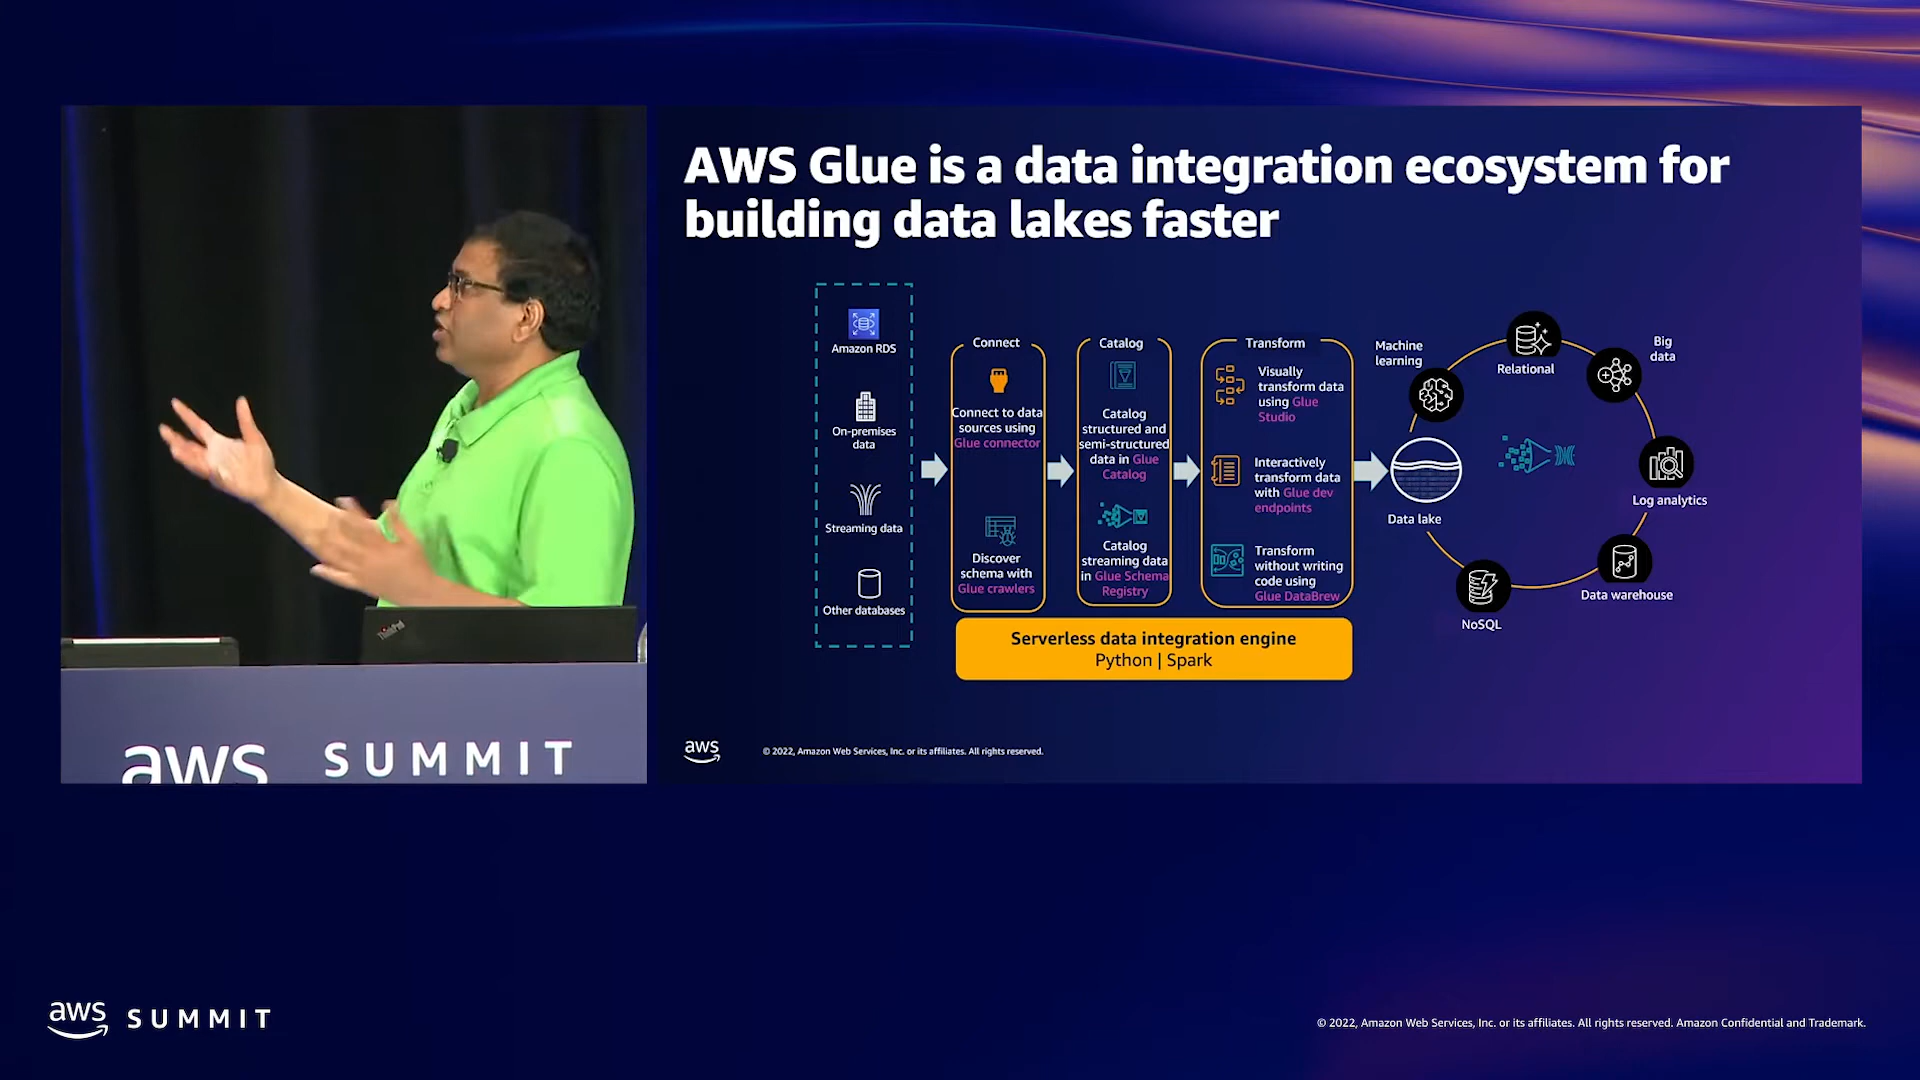 AWS Glue is a data integration ecosystem for
building data lakes faster
Amazon RDS
On-premises
data
Streaming data
Other databases
Connect
Connect to data
sources using
Glue connector
Discover
schema with
Glue crawlers
Catalog
Catalog
structured and
semi-structured
data in Glue
Catalog
Catalog
streaming data
in Glue Schema
Registry
Transform
Visually
transform data
using Glue
Studio
Interactively
transform data
with Glue dev
endpoints
Transform
without writing
code using
Glue DataBrew
Serverless data integration engine
Python | Spark
Machine
learning
Relational
Big
data
Log analytics
Data warehouse
NoSQL
Data lake
aws
© 2022, Amazon Web Services, Inc. or its affiliates. All rights reserved.
ThinkPad
aws SUMMIT
aws SUMMIT
© 2022, Amazon Web Services, Inc. or its affiliates. All rights reserved. Amazon Confidential and Trademark.